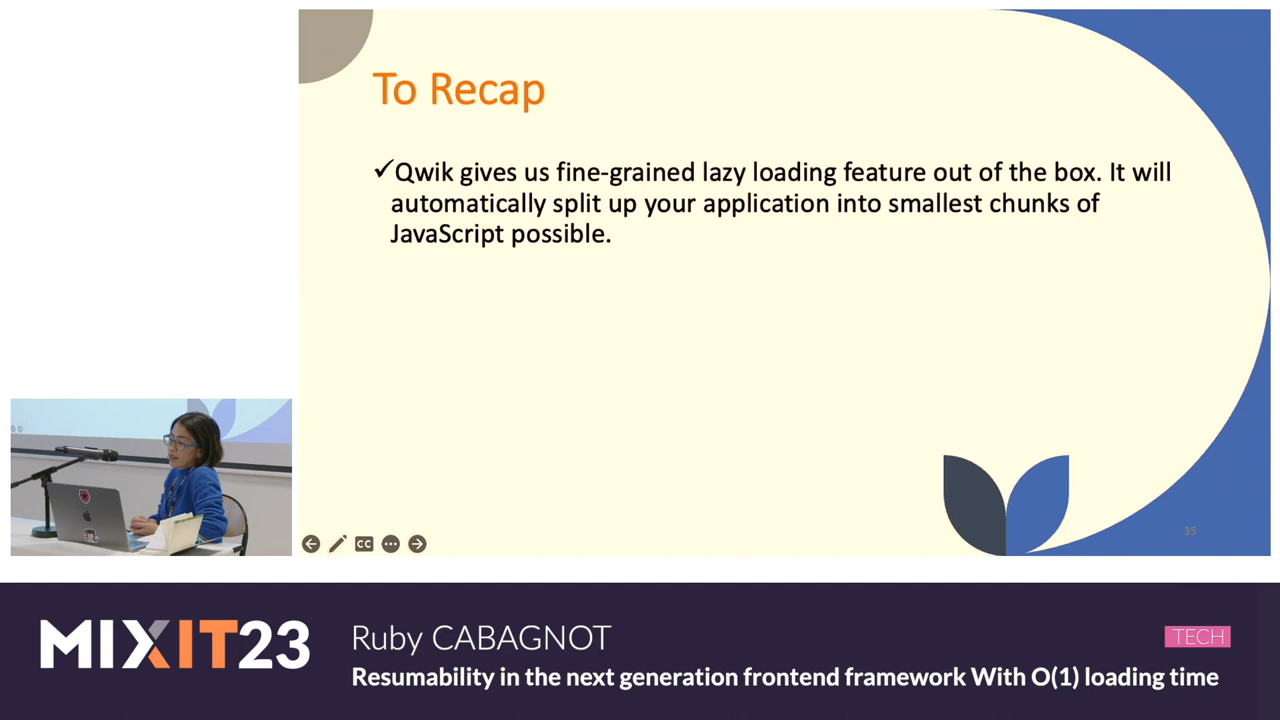 To Recap
✓Qwik gives us fine-grained lazy loading feature out of the box. It will
automatically split up your application into smallest chunks of
JavaScript possible.
35
CC
MIXIT23
Ruby CABAGNOT
TECH
Resumability in the next generation frontend framework With O(1) loading time